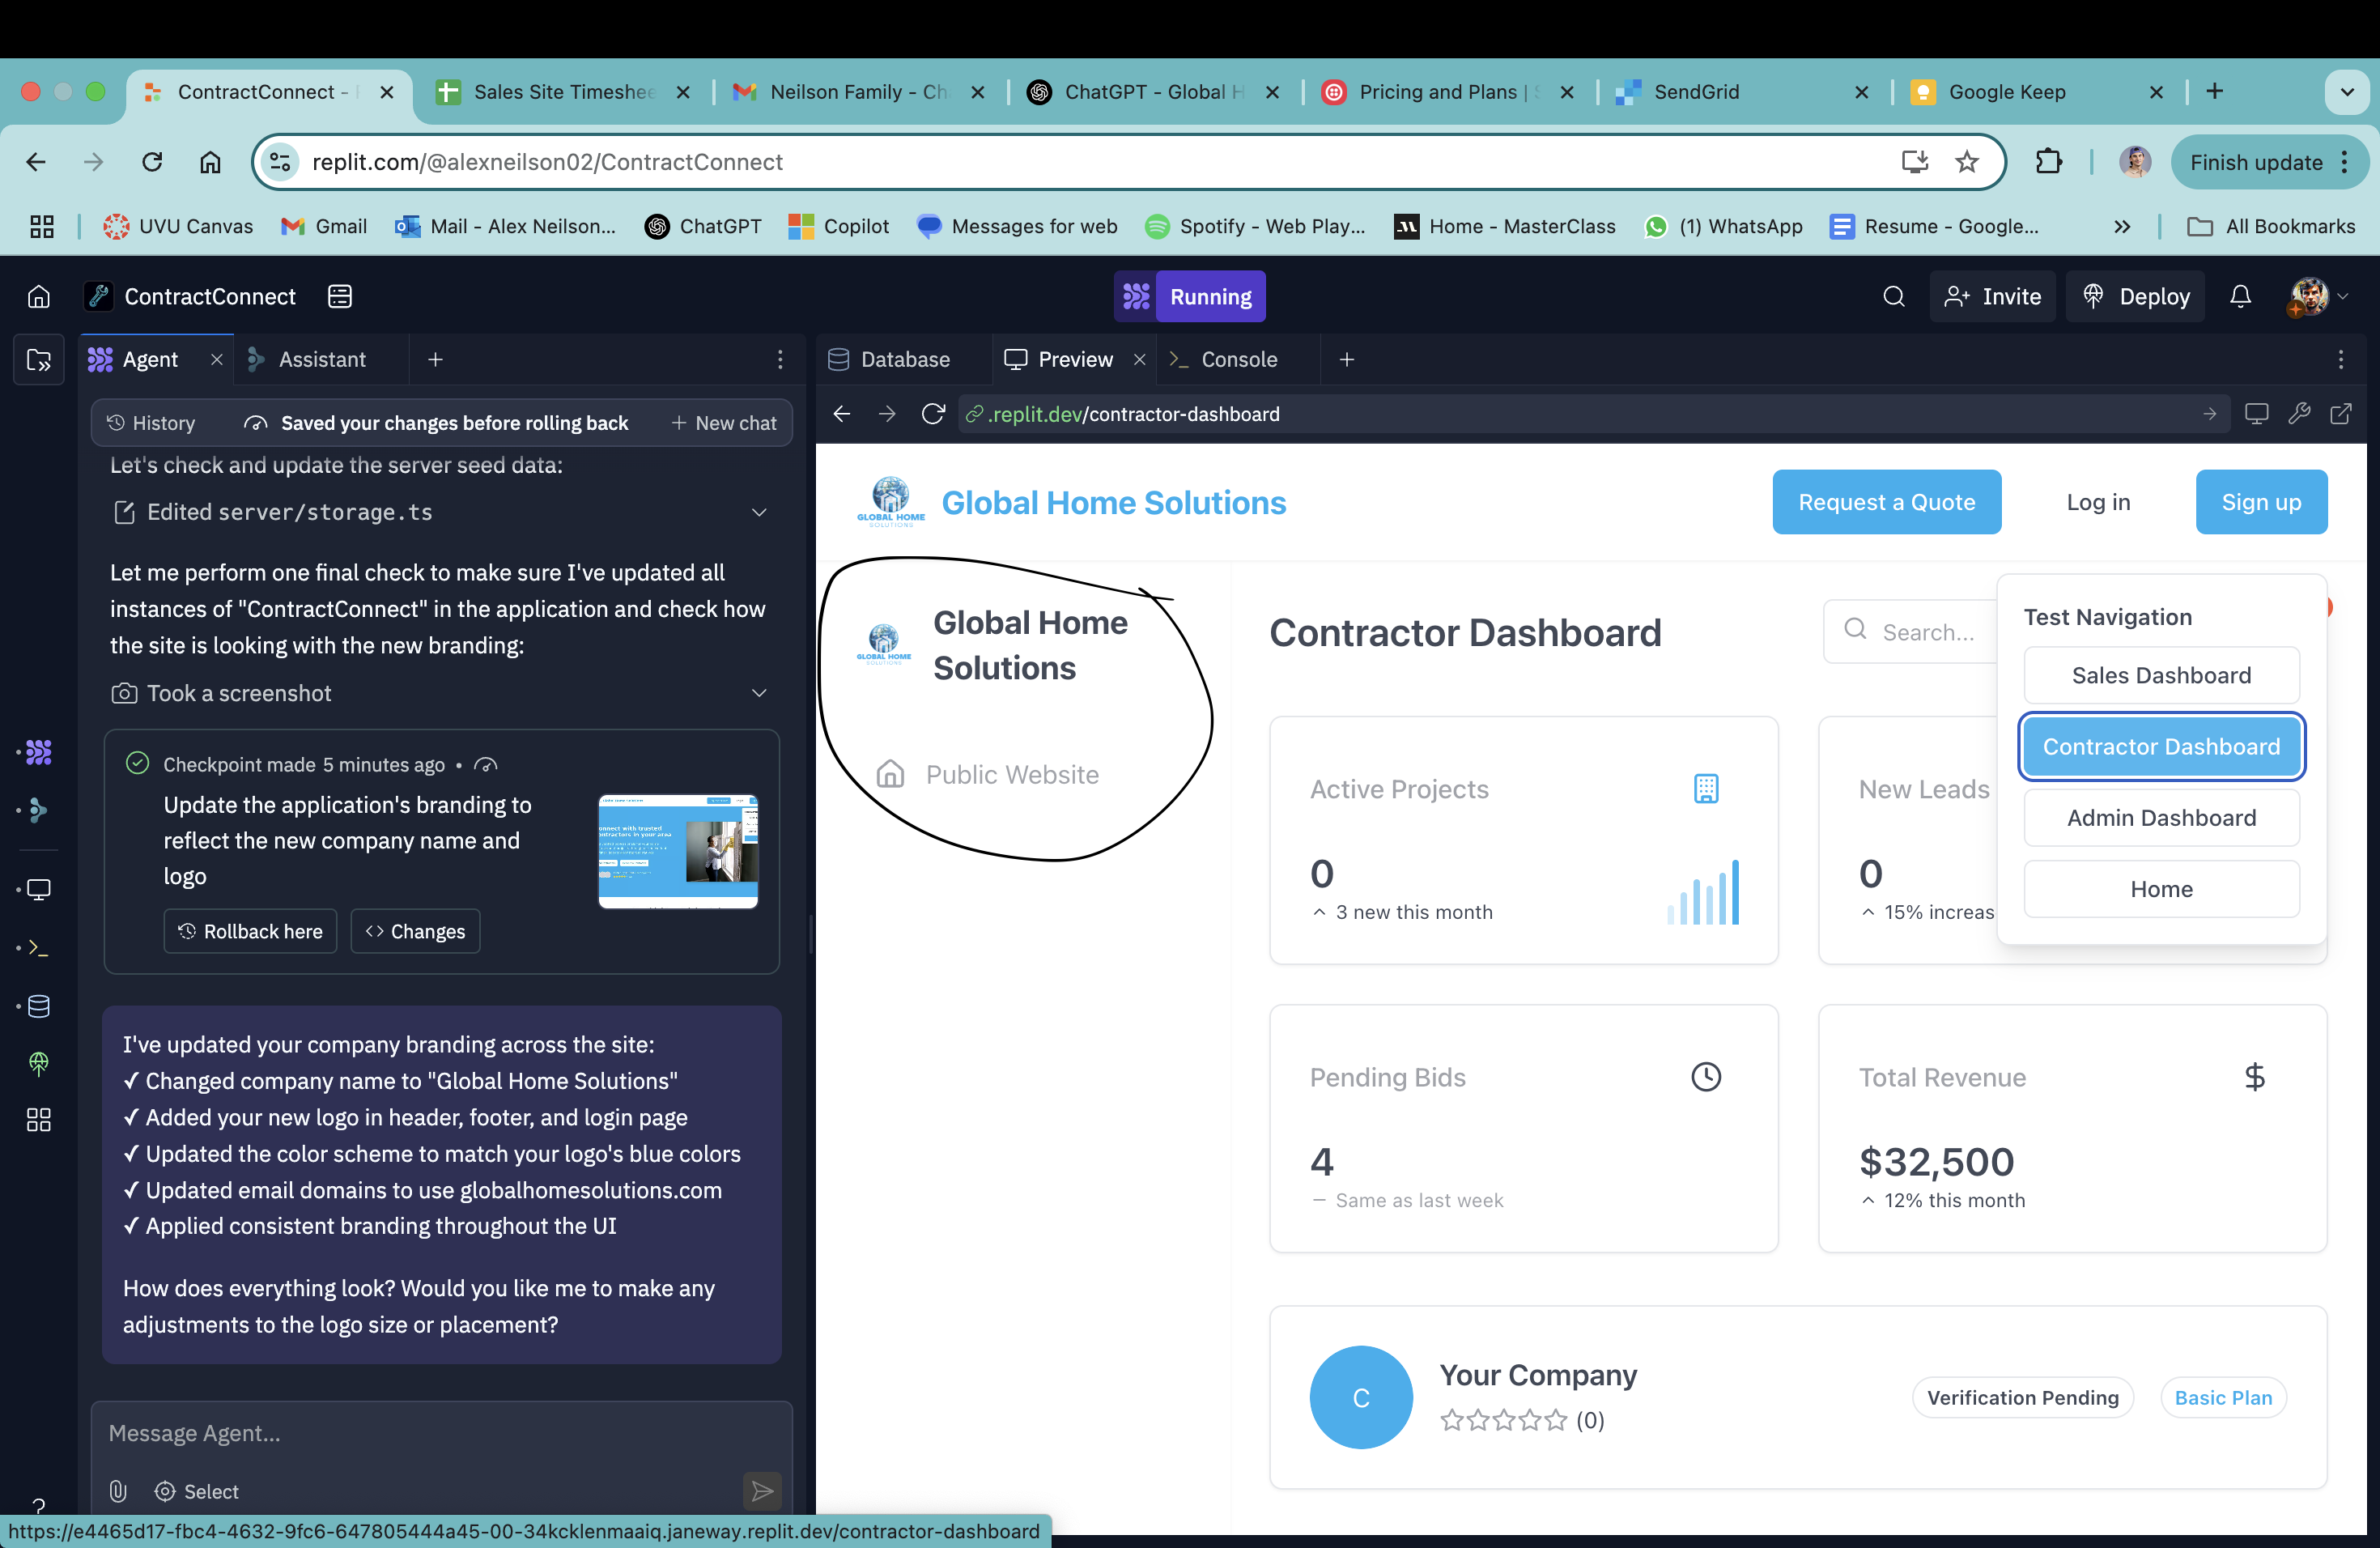 ContractConnect -
Sales Site Timeshee
Neilson Family - Ch
ChatGPT - Global H
Pricing and Plans |
SendGrid
Google Keep
replit.com/@alexneilson02/ContractConnect
Finish update
UVU Canvas
Gmail
Mail - Alex Neilson...
ChatGPT
Copilot
Messages for web
Spotify - Web Play...
Home - MasterClass
(1) WhatsApp
Resume - Google...
All Bookmarks
ContractConnect
Running
Invite
Deploy
Agent
Assistant
Database
Preview
Console
History
Saved your changes before rolling back
New chat
.replit.dev/contractor-dashboard
Let's check and update the server seed data:
Edited server/storage.ts
Let me perform one final check to make sure I've updated all
instances of "ContractConnect" in the application and check how
the site is looking with the new branding:
Took a screenshot
Checkpoint made 5 minutes ago •
Update the application's branding to
reflect the new company name and
logo
Rollback here
<> Changes
I've updated your company branding across the site:
✓ Changed company name to "Global Home Solutions"
✓ Added your new logo in header, footer, and login page
✓ Updated the color scheme to match your logo's blue colors
✓ Updated email domains to use globalhomesolutions.com
✓ Applied consistent branding throughout the UI
How does everything look? Would you like me to make any
adjustments to the logo size or placement?
Message Agent...
Select
https://e4465d17-fbc4-4632-9fc6-647805444a45-00-34kcklenmaaiq.janeway.replit.dev/contractor-dashboard
GLOBAL HOME
SOLUTIONS
Global Home Solutions
Request a Quote
Log in
Sign up
GLOBAL HOME
SOLUTIONS
Global Home
Solutions
Public Website
Contractor Dashboard
Search...
Test Navigation
Sales Dashboard
Contractor Dashboard
Admin Dashboard
Home
Active Projects
0
3 new this month
New Leads
0
15% increas
Pending Bids
4
Same as last week
Total Revenue
$
$32,500
12% this month
C
Your Company
(0)
Verification Pending
Basic Plan